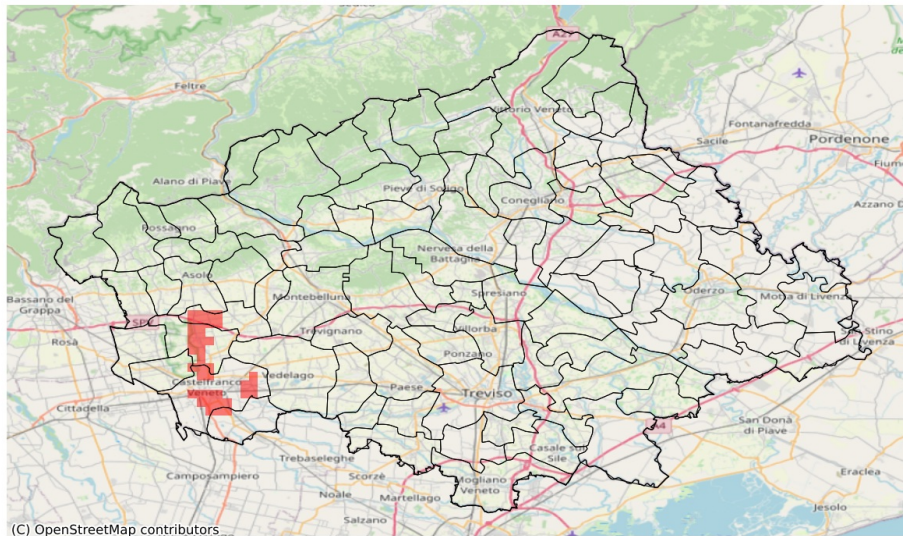 A27
Feltre
Vittorio Veneto
Fontanafredda
Sacile
Pordenone
Alano di Piave
Pieve di Soligo
Conegliano
Azzano D
Possagno
Nervesa della
Battaglia
Asolo
Bassano del
Grappa
Montebelluna
Spresiano
Oderzo
Motta di Livenza
Rosà
Trevignano
Villorba
Ponzano
di Livenza
Castelfranco
Veneto
Vedelago
Paese
Treviso
Cittadella
A4
San Donà
di Piave
Camposampiero
Trebaseleghe
Scorzé
Casale sul
Sile
Noale
Martellago
Mogliano
Veneto
Eraclea
Salzano
Jesolo
(C) OpenStreetMap contributors